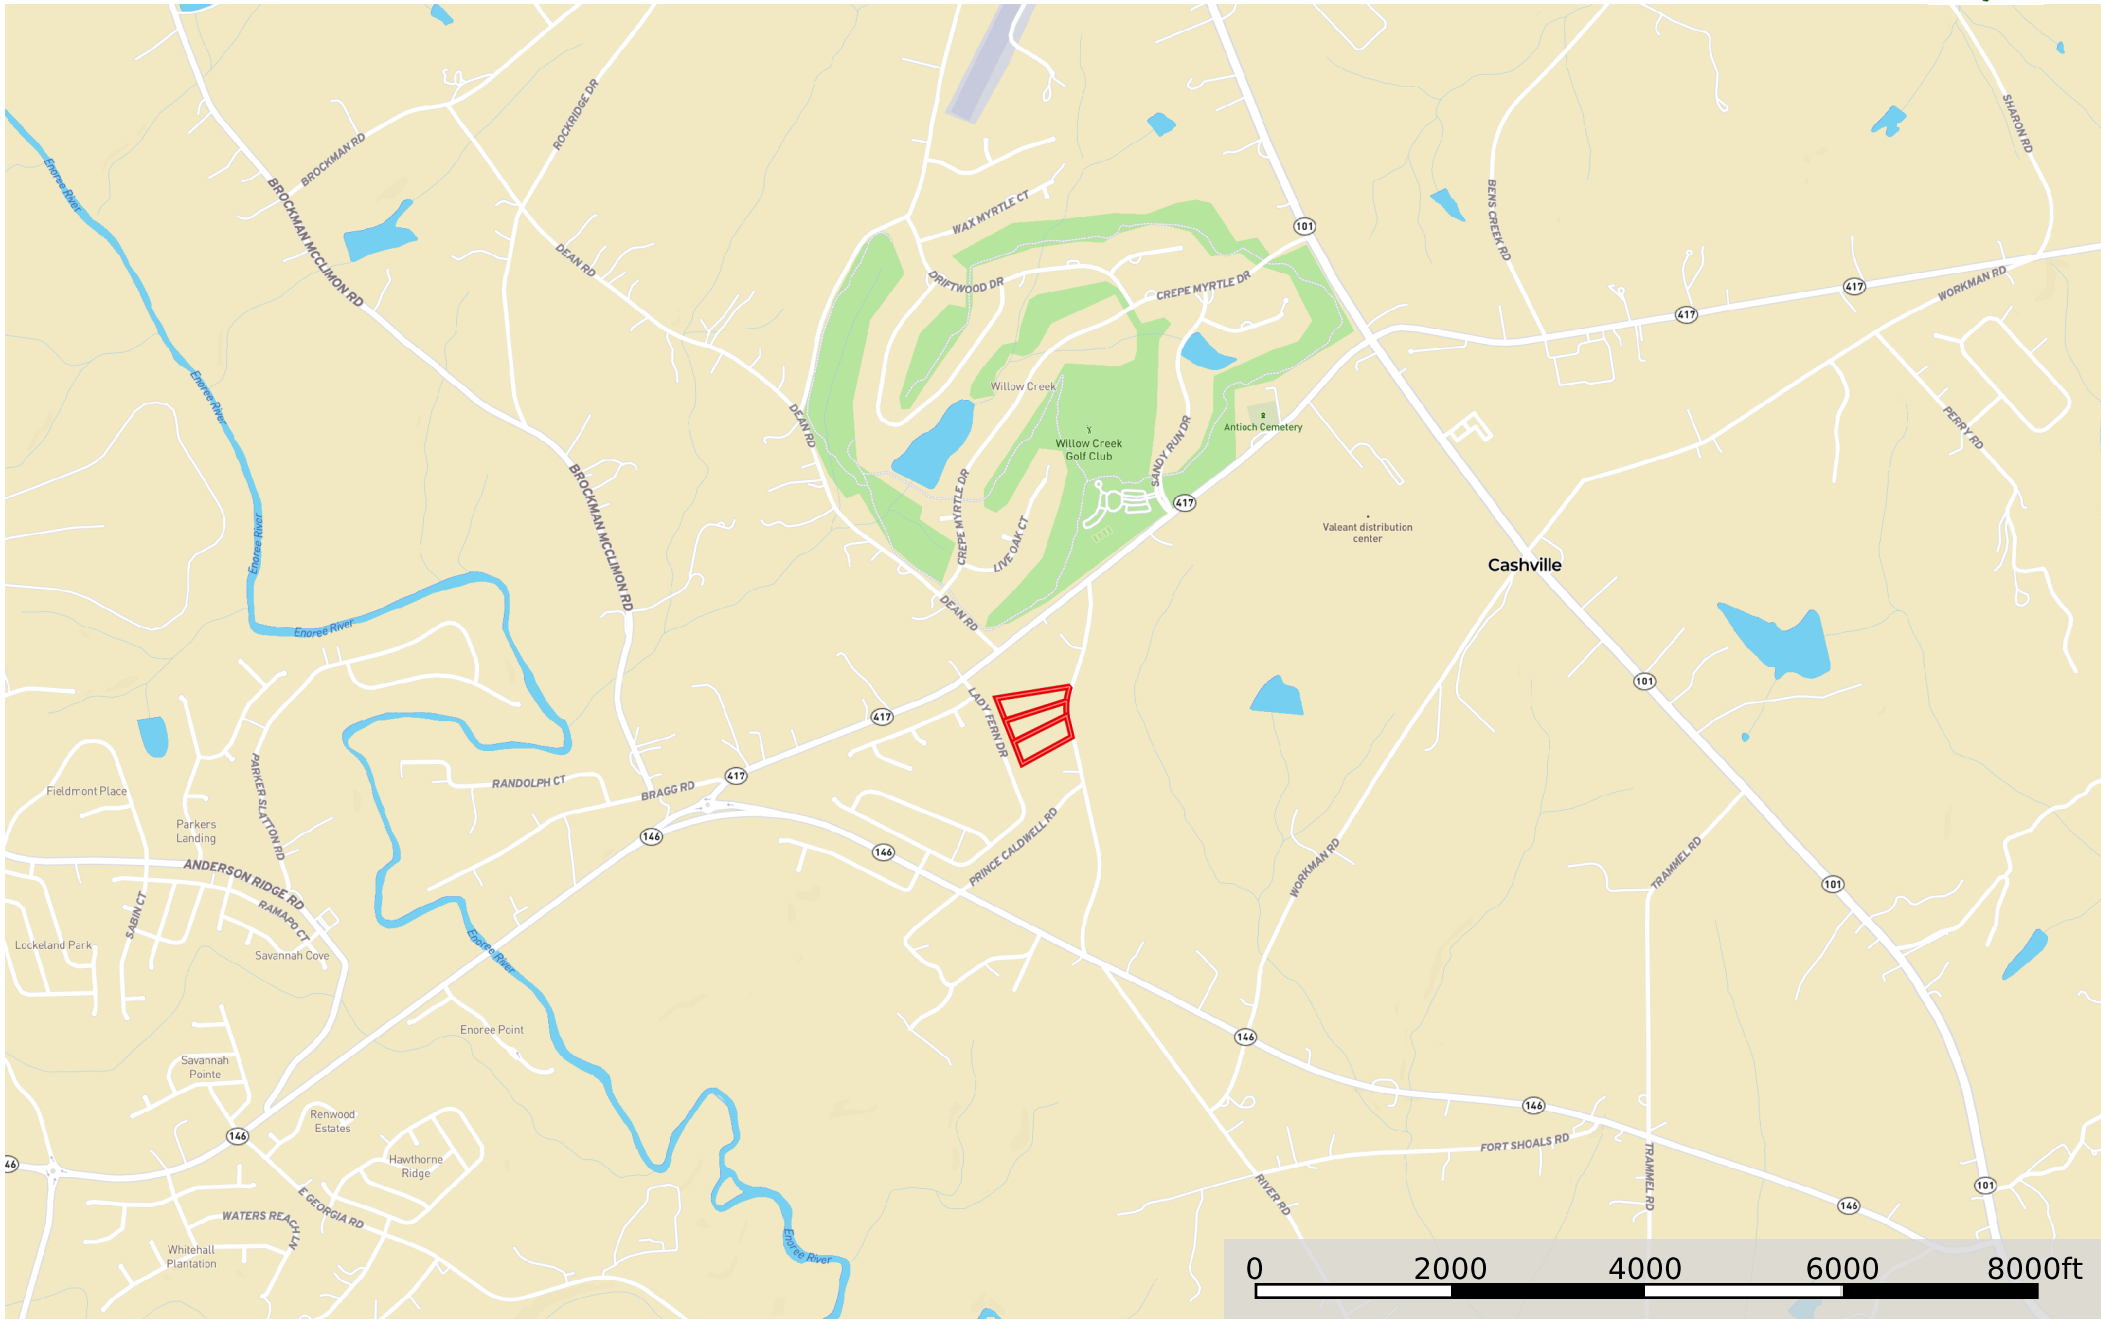 BROCKMAN RD
ROCKRIDGE DR
SHARON RD
Enoree River
BROCKMAN MCCLIMON RD
WAX MYRTLE CT
BENS CREEK RD
101
DEAN RD
DRIFTWOOD DR
CREPE MYRTLE DR
417
417
WORKMAN RD
Enoree River
Willow Creek
DEAN RD
Antioch Cemetery
PERRY RD
Willow Creek
Golf Club
SANDY RUN DR
BROCKMAN MCCLIMON RD
CREPE MYRTLE DR
LIVE OAK CT
417
Valeant distribution
center
Enoree River
Cashville
DEAN RD
Enoree River
101
LADY FERN DR
417
417
PARKER SLATTON RD
RANDOLPH CT
BRAGG RD
Fieldmont Place
Parkers
Landing
146
146
PRINCE CALDWELL RD
WORKMAN RD
TRAMMEL RD
101
ANDERSON RIDGE RD
SABIN CT
RAMAPO CT
Lockeland Park
Savannah Cove
Enoree River
Enoree Point
146
Savannah
Pointe
Renwood
Estates
146
146
FORT SHOALS RD
46
Hawthorne
Ridge
TRAMMEL RD
101
E GEORGIA RD
RIVER RD
146
WATERS REACH LN
Whitehall
Plantation
Enoree River
0 2000 4000 6000 8000ft